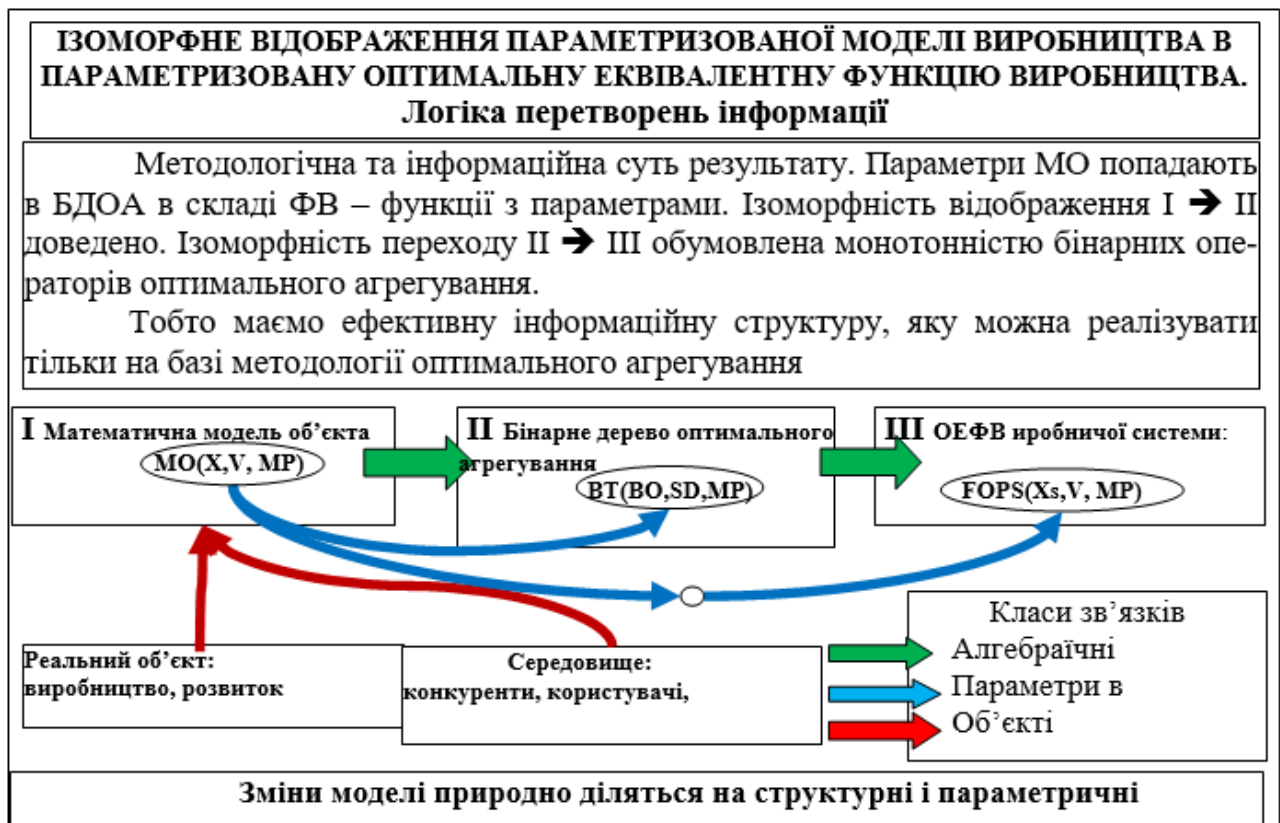 ІЗОМОРФНЕ ВІДОБРАЖЕННЯ ПАРАМЕТРИЗОВАНОЇ МОДЕЛІ ВИРОБНИЦТВА В
ПАРАМЕТРИЗОВАНУ ОПТИМАЛЬНУ ЕКВІВАЛЕНТНУ ФУНКЦІЮ ВИРОБНИЦТВА.
Логіка перетворень інформації
Методологічна та інформаційна суть результату. Параметри МО попадають
в БДОА в складі ФВ – функції з параметрами. Ізоморфність відображення I ➔ II
доведено. Ізоморфність переходу II ➔ III обумовлена монотонністю бінарних опе-
раторів оптимального агрегування.
Тобто маємо ефективну інформаційну структуру, яку можна реалізувати
тільки на базі методології оптимального агрегування
I Математична модель об’єкта
MO(X,V, MP)
II Бінарне дерево оптимального
агрегування
BT(BO,SD,MP)
III ОЕФВ иробничої системи:
FOPS(Xs,V, MP)
Реальний об’єкт:
виробництво, розвиток
Середовище:
конкуренти, користувачі,
Класи зв’язків
Алгебраїчні
Параметри в
Об’єкті
Зміни моделі природно діляться на структурні і параметричні